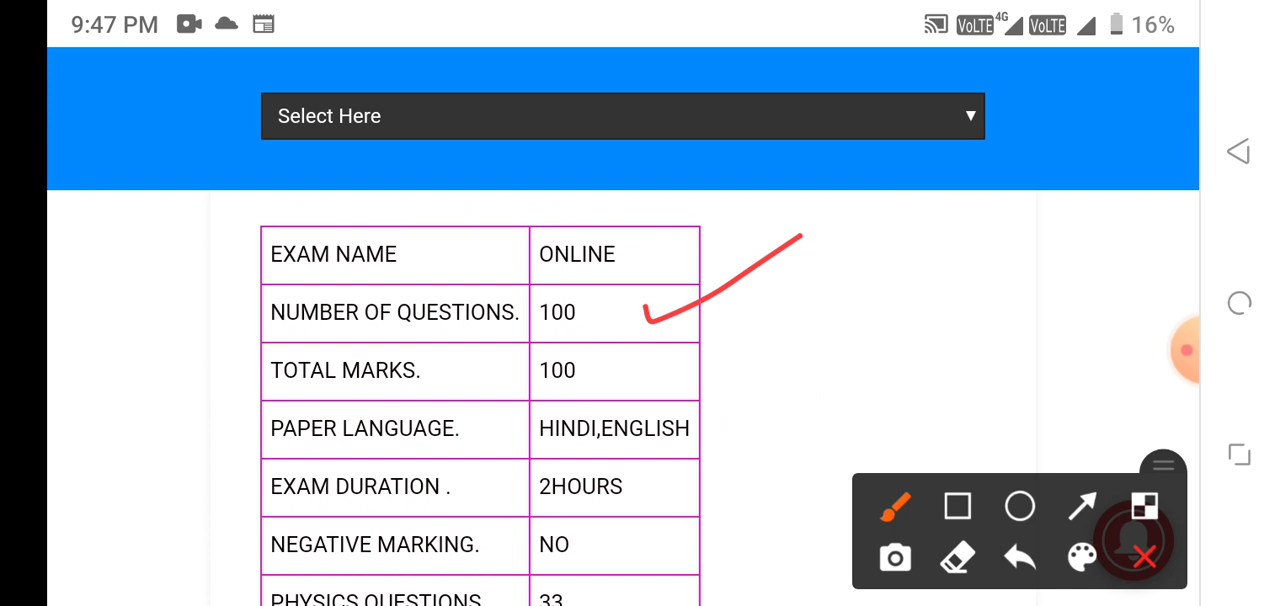 9:47 PM VoLTE 4G VoLTE 16%
Select Here ▼
EXAM NAME ONLINE
NUMBER OF QUESTIONS. 100
TOTAL MARKS. 100
PAPER LANGUAGE. HINDI,ENGLISH
EXAM DURATION . 2HOURS
NEGATIVE MARKING. NO
PHYSICS QUESTIONS 33